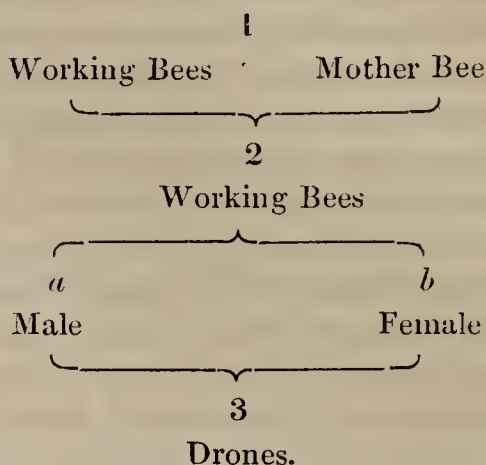 1
Working Bees Mother Bee
2
Working Bees
a b
Male Female
3
Drones.